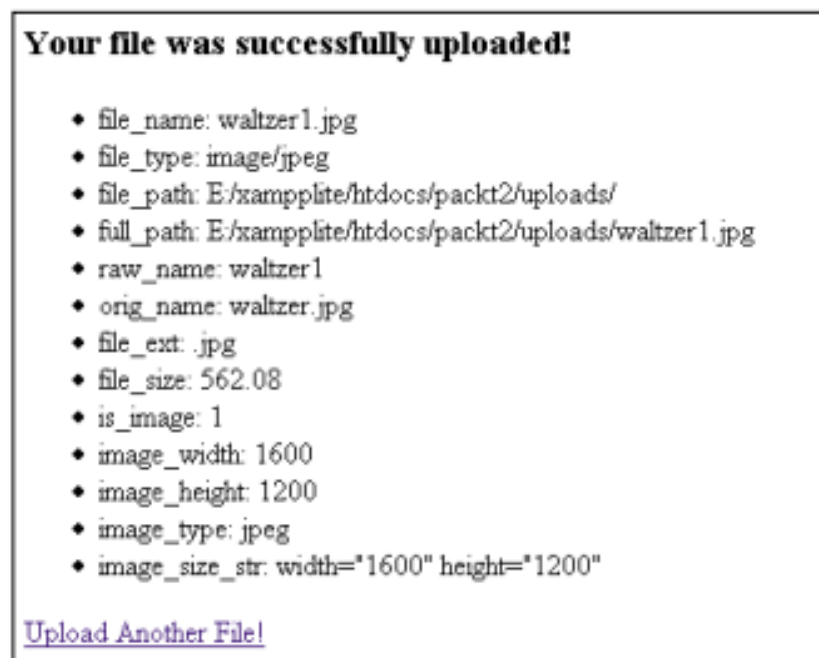 Your file was successfully uploaded!
file_name: waltzer1.jpg
file_type: image/jpeg
file_path: E:/xampplite/htdocs/packt2/uploads/
full_path: E:/xampplite/htdocs/packt2/uploads/waltzer1.jpg
raw_name: waltzer1
orig_name: waltzer.jpg
file_ext: .jpg
file_size: 562.08
is_image: 1
image_width: 1600
image_height: 1200
image_type: jpeg
image_size_str: width="1600" height="1200"
Upload Another File!